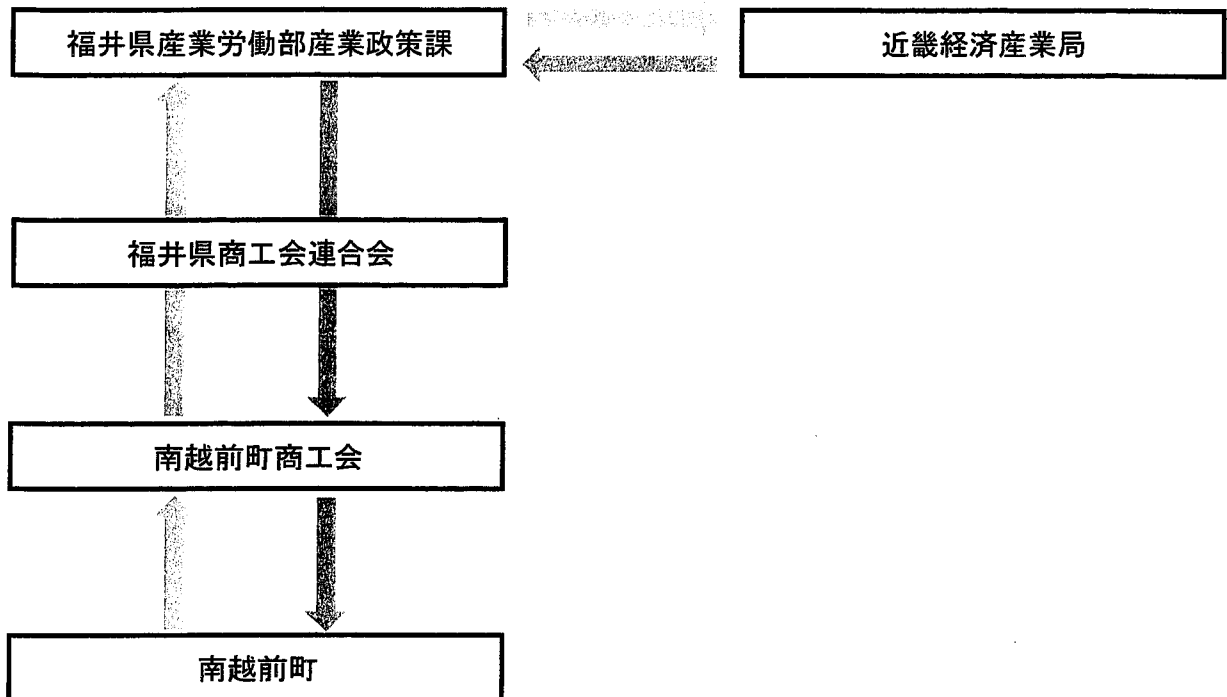 福井県産業労働部産業政策課
近畿経済産業局
福井県商工会連合会
南越前町商工会
南越前町